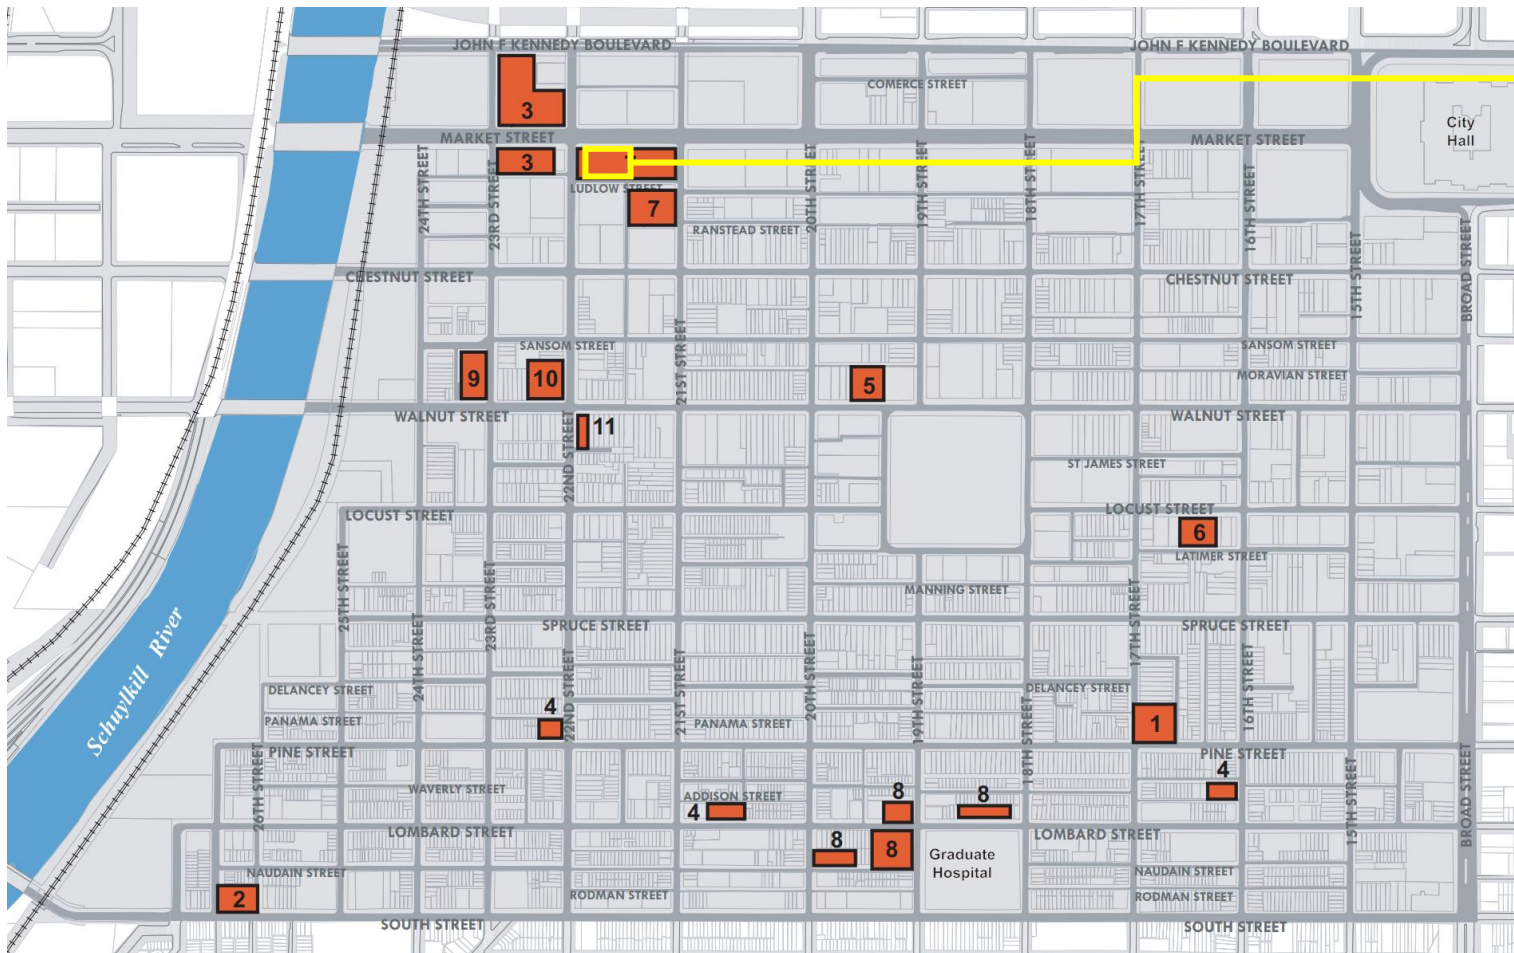 JOHN F KENNEDY BOULEVARD
JOHN F KENNEDY BOULEVARD
COMERCE STREET
3
City
Hall
MARKET STREET
MARKET STREET
3
LUDLOW STREET
7
24TH STREET
23RD STREET
20TH STREET
19TH STREET
18TH STREET
17TH STREET
16TH STREET
15TH STREET
BROAD STREET
RANSTEAD STREET
CHESTNUT STREET
CHESTNUT STREET
SANSOM STREET
SANSOM STREET
21ST STREET
9
10
5
MORAVIAN STREET
WALNUT STREET
WALNUT STREET
11
22ND STREET
ST JAMES STREET
LOCUST STREET
LOCUST STREET
6
LATIMER STREET
25TH STREET
23RD STREET
MANNING STREET
17TH STREET
SPRUCE STREET
SPRUCE STREET
Schuylkill River
24TH STREET
22ND STREET
21ST STREET
20TH STREET
19TH STREET
18TH STREET
16TH STREET
DELANCEY STREET
DELANCEY STREET
4
PANAMA STREET
PANAMA STREET
1
PINE STREET
PINE STREET
26TH STREET
15TH STREET
BROAD STREET
WAVERLY STREET
ADDISON STREET
4
4
8
8
LOMBARD STREET
LOMBARD STREET
8
8
Graduate
Hospital
NAUDAIN STREET
NAUDAIN STREET
2
RODMAN STREET
RODMAN STREET
SOUTH STREET
SOUTH STREET